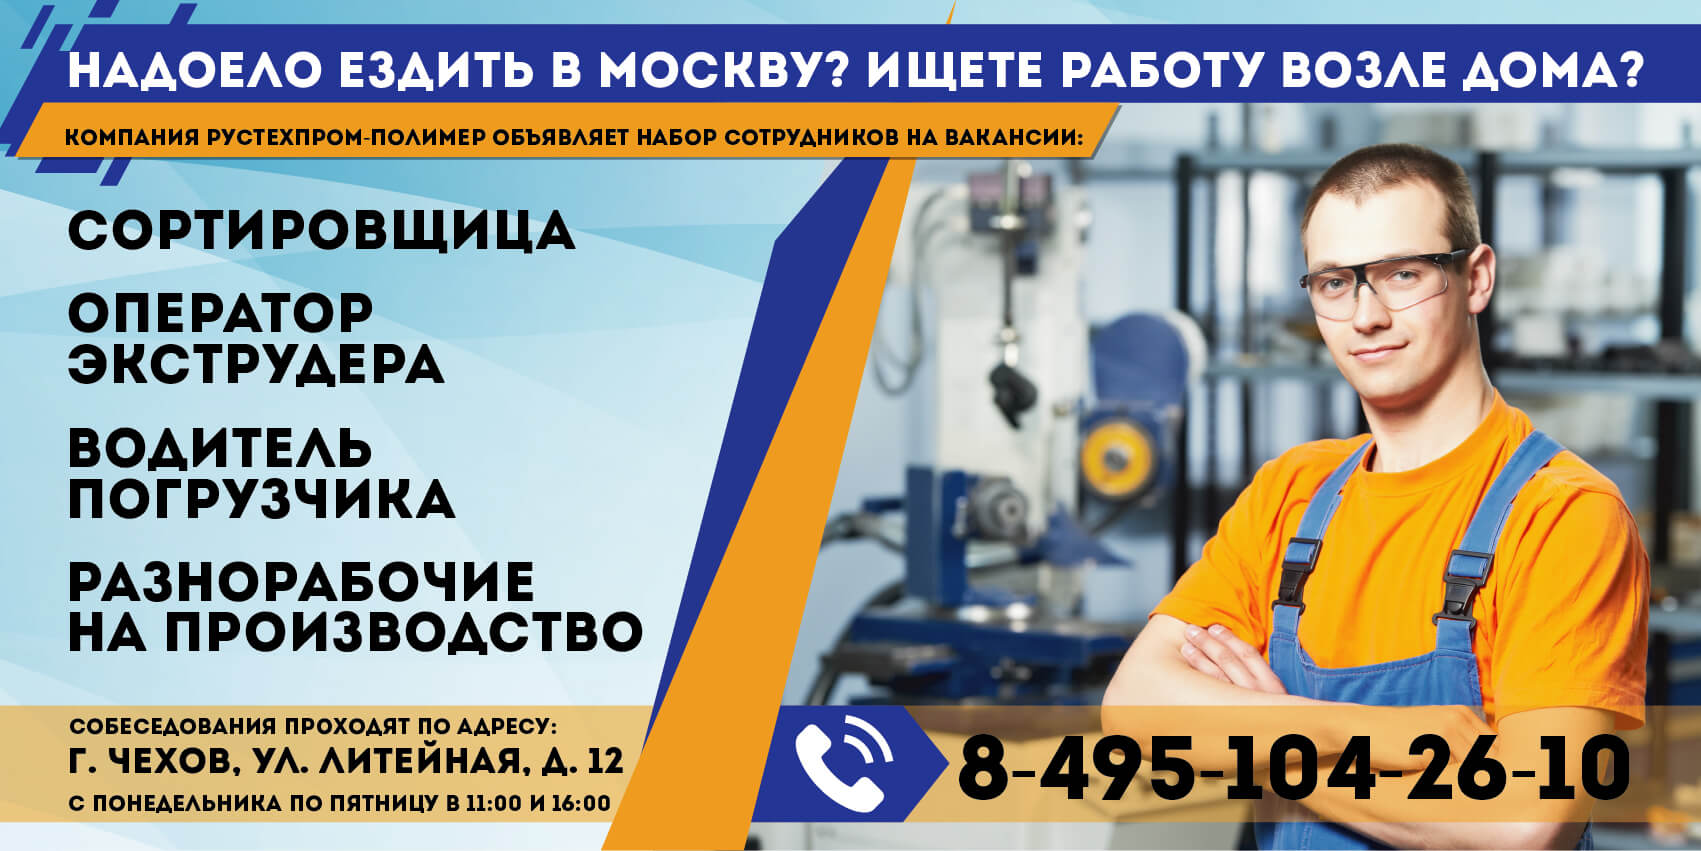 НАДОЕЛО ЕЗДИТЬ В МОСКВУ? ИЩЕТЕ РАБОТУ ВОЗЛЕ ДОМА?
КОМПАНИЯ РУСТЕХПРОМ-ПОЛИМЕР ОБЪЯВЛЯЕТ НАБОР СОТРУДНИКОВ НА ВАКАНСИИ:
СОРТИРОВЩИЦА
ОПЕРАТОР
ЭКСТРУДЕРА
ВОДИТЕЛЬ
ПОГРУЗЧИКА
РАЗНОРАБОЧИЕ
НА ПРОИЗВОДСТВО
СОБЕСЕДОВАНИЯ ПРОХОДЯТ ПО АДРЕСУ:
Г. ЧЕХОВ, УЛ. ЛИТЕЙНАЯ, Д. 12
С ПОНЕДЕЛЬНИКА ПО ПЯТНИЦУ В 11:00 И 16:00
8-495-104-26-10